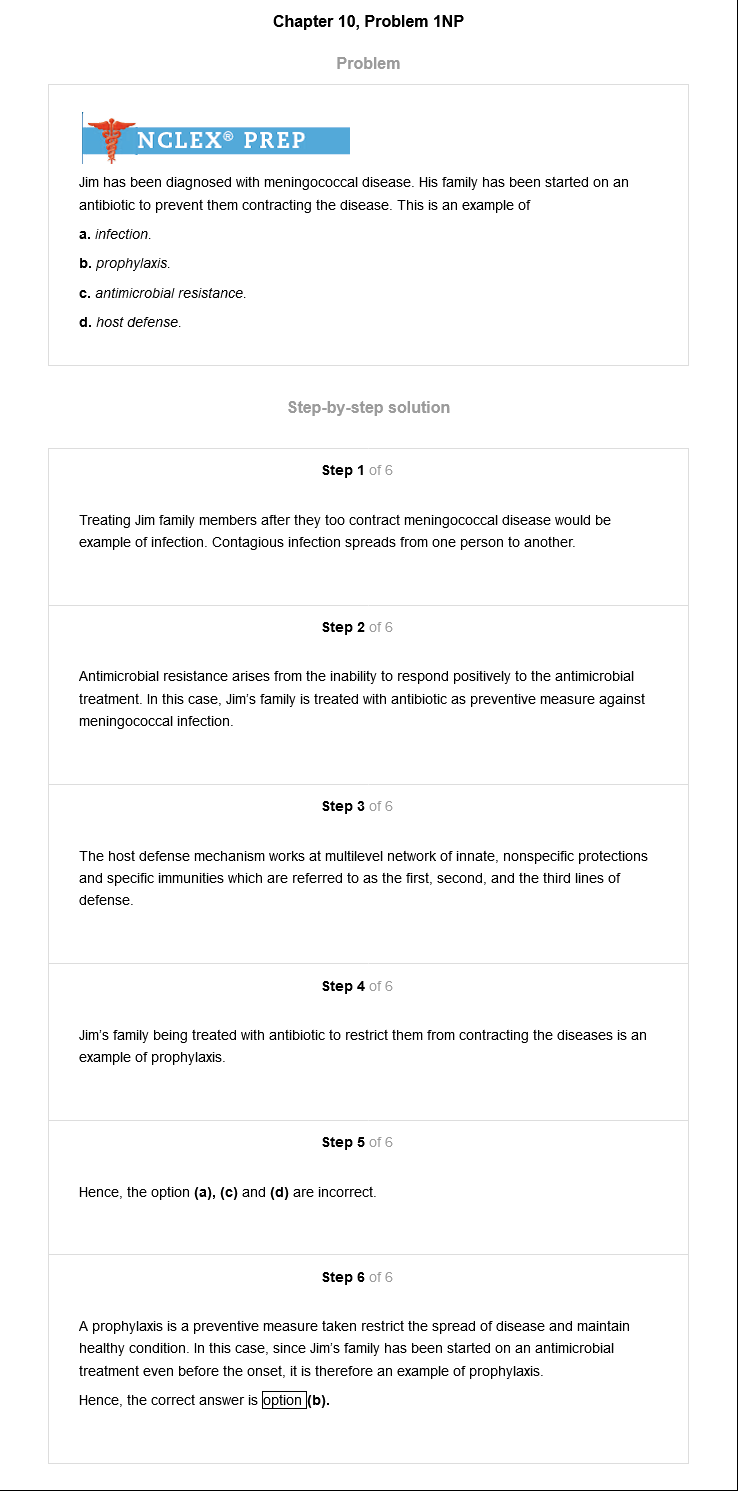 Chapter 10, Problem 1NP
Problem
NCLEX® PREP
Jim has been diagnosed with meningococcal disease. His family has been started on an
antibiotic to prevent them contracting the disease. This is an example of
a. infection.
b. prophylaxis.
c. antimicrobial resistance.
d. host defense.
Step-by-step solution
Step 1 of 6
Treating Jim family members after they too contract meningococcal disease would be
example of infection. Contagious infection spreads from one person to another.
Step 2 of 6
Antimicrobial resistance arises from the inability to respond positively to the antimicrobial
treatment. In this case, Jim's family is treated with antibiotic as preventive measure against
meningococcal infection.
Step 3 of 6
The host defense mechanism works at multilevel network of innate, nonspecific protections
and specific immunities which are referred to as the first, second, and the third lines of
defense.
Step 4 of 6
Jim's family being treated with antibiotic to restrict them from contracting the diseases is an
example of prophylaxis.
Step 5 of 6
Hence, the option (a), (c) and (d) are incorrect.
Step 6 of 6
A prophylaxis is a preventive measure taken restrict the spread of disease and maintain
healthy condition. In this case, since Jim's family has been started on an antimicrobial
treatment even before the onset, it is therefore an example of prophylaxis.
Hence, the correct answer is option (b).